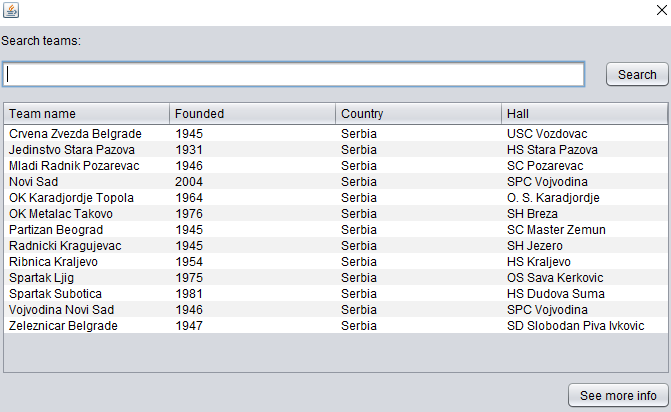 Search teams:
Search
Team name Founded Country Hall
Crvena Zvezda Belgrade 1945 Serbia USC Vozdovac
Jedinstvo Stara Pazova 1931 Serbia HS Stara Pazova
Mladi Radnik Pozarevac 1946 Serbia SC Pozarevac
Novi Sad 2004 Serbia SPC Vojvodina
OK Karadjordje Topola 1964 Serbia O. S. Karadjordje
OK Metalac Takovo 1976 Serbia SH Breza
Partizan Beograd 1945 Serbia SC Master Zemun
Radnicki Kragujevac 1945 Serbia SH Jezero
Ribnica Kraljevo 1954 Serbia HS Kraljevo
Spartak Ljig 1975 Serbia OS Sava Kerkovic
Spartak Subotica 1981 Serbia HS Dudova Suma
Vojvodina Novi Sad 1946 Serbia SPC Vojvodina
Zeleznicar Belgrade 1947 Serbia SD Slobodan Piva Ivkovic
See more info